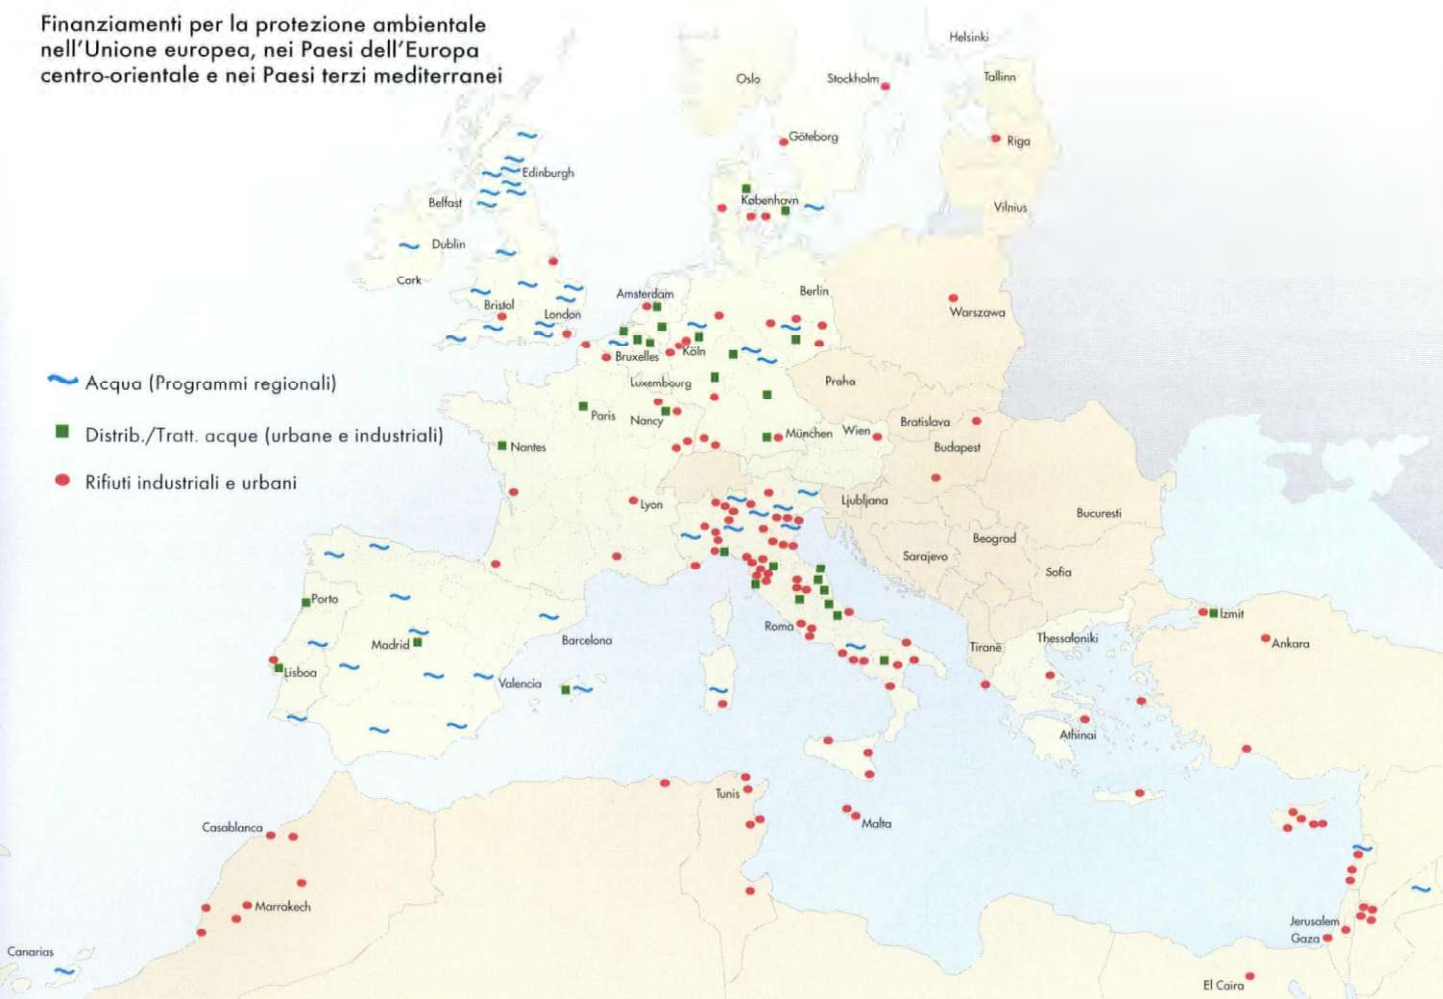 Finanziamenti per la protezione ambientale
nell'Unione europea, nei Paesi dell'Europa
centro-orientale e nei Paesi terzi mediterranei
Helsinki
Oslo
Stockholm
Tallinn
Göteborg
Riga
Edinburgh
København
Belfast
Vilnius
Dublin
Cork
Amsterdam
Berlin
Bristol
London
Warszawa
Bruxelles
Köln
Acqua (Programmi regionali)
Luxembourg
Praha
Paris
Nancy
Bratislava
Distrib./Tratt. acque (urbane e industriali)
München
Wien
Nantes
Budapest
Rifiuti industriali e urbani
Lyon
Ljubljana
Bucuresti
Beograd
Sarajevo
Sofia
Porto
Izmit
Roma
Barcelona
Madrid
Tiranë
Thessaloniki
Ankara
Lisboa
Valencia
Athinai
Tunis
Casablanca
Malta
Marrakech
Jerusalem
Gaza
Canarias
El Caira